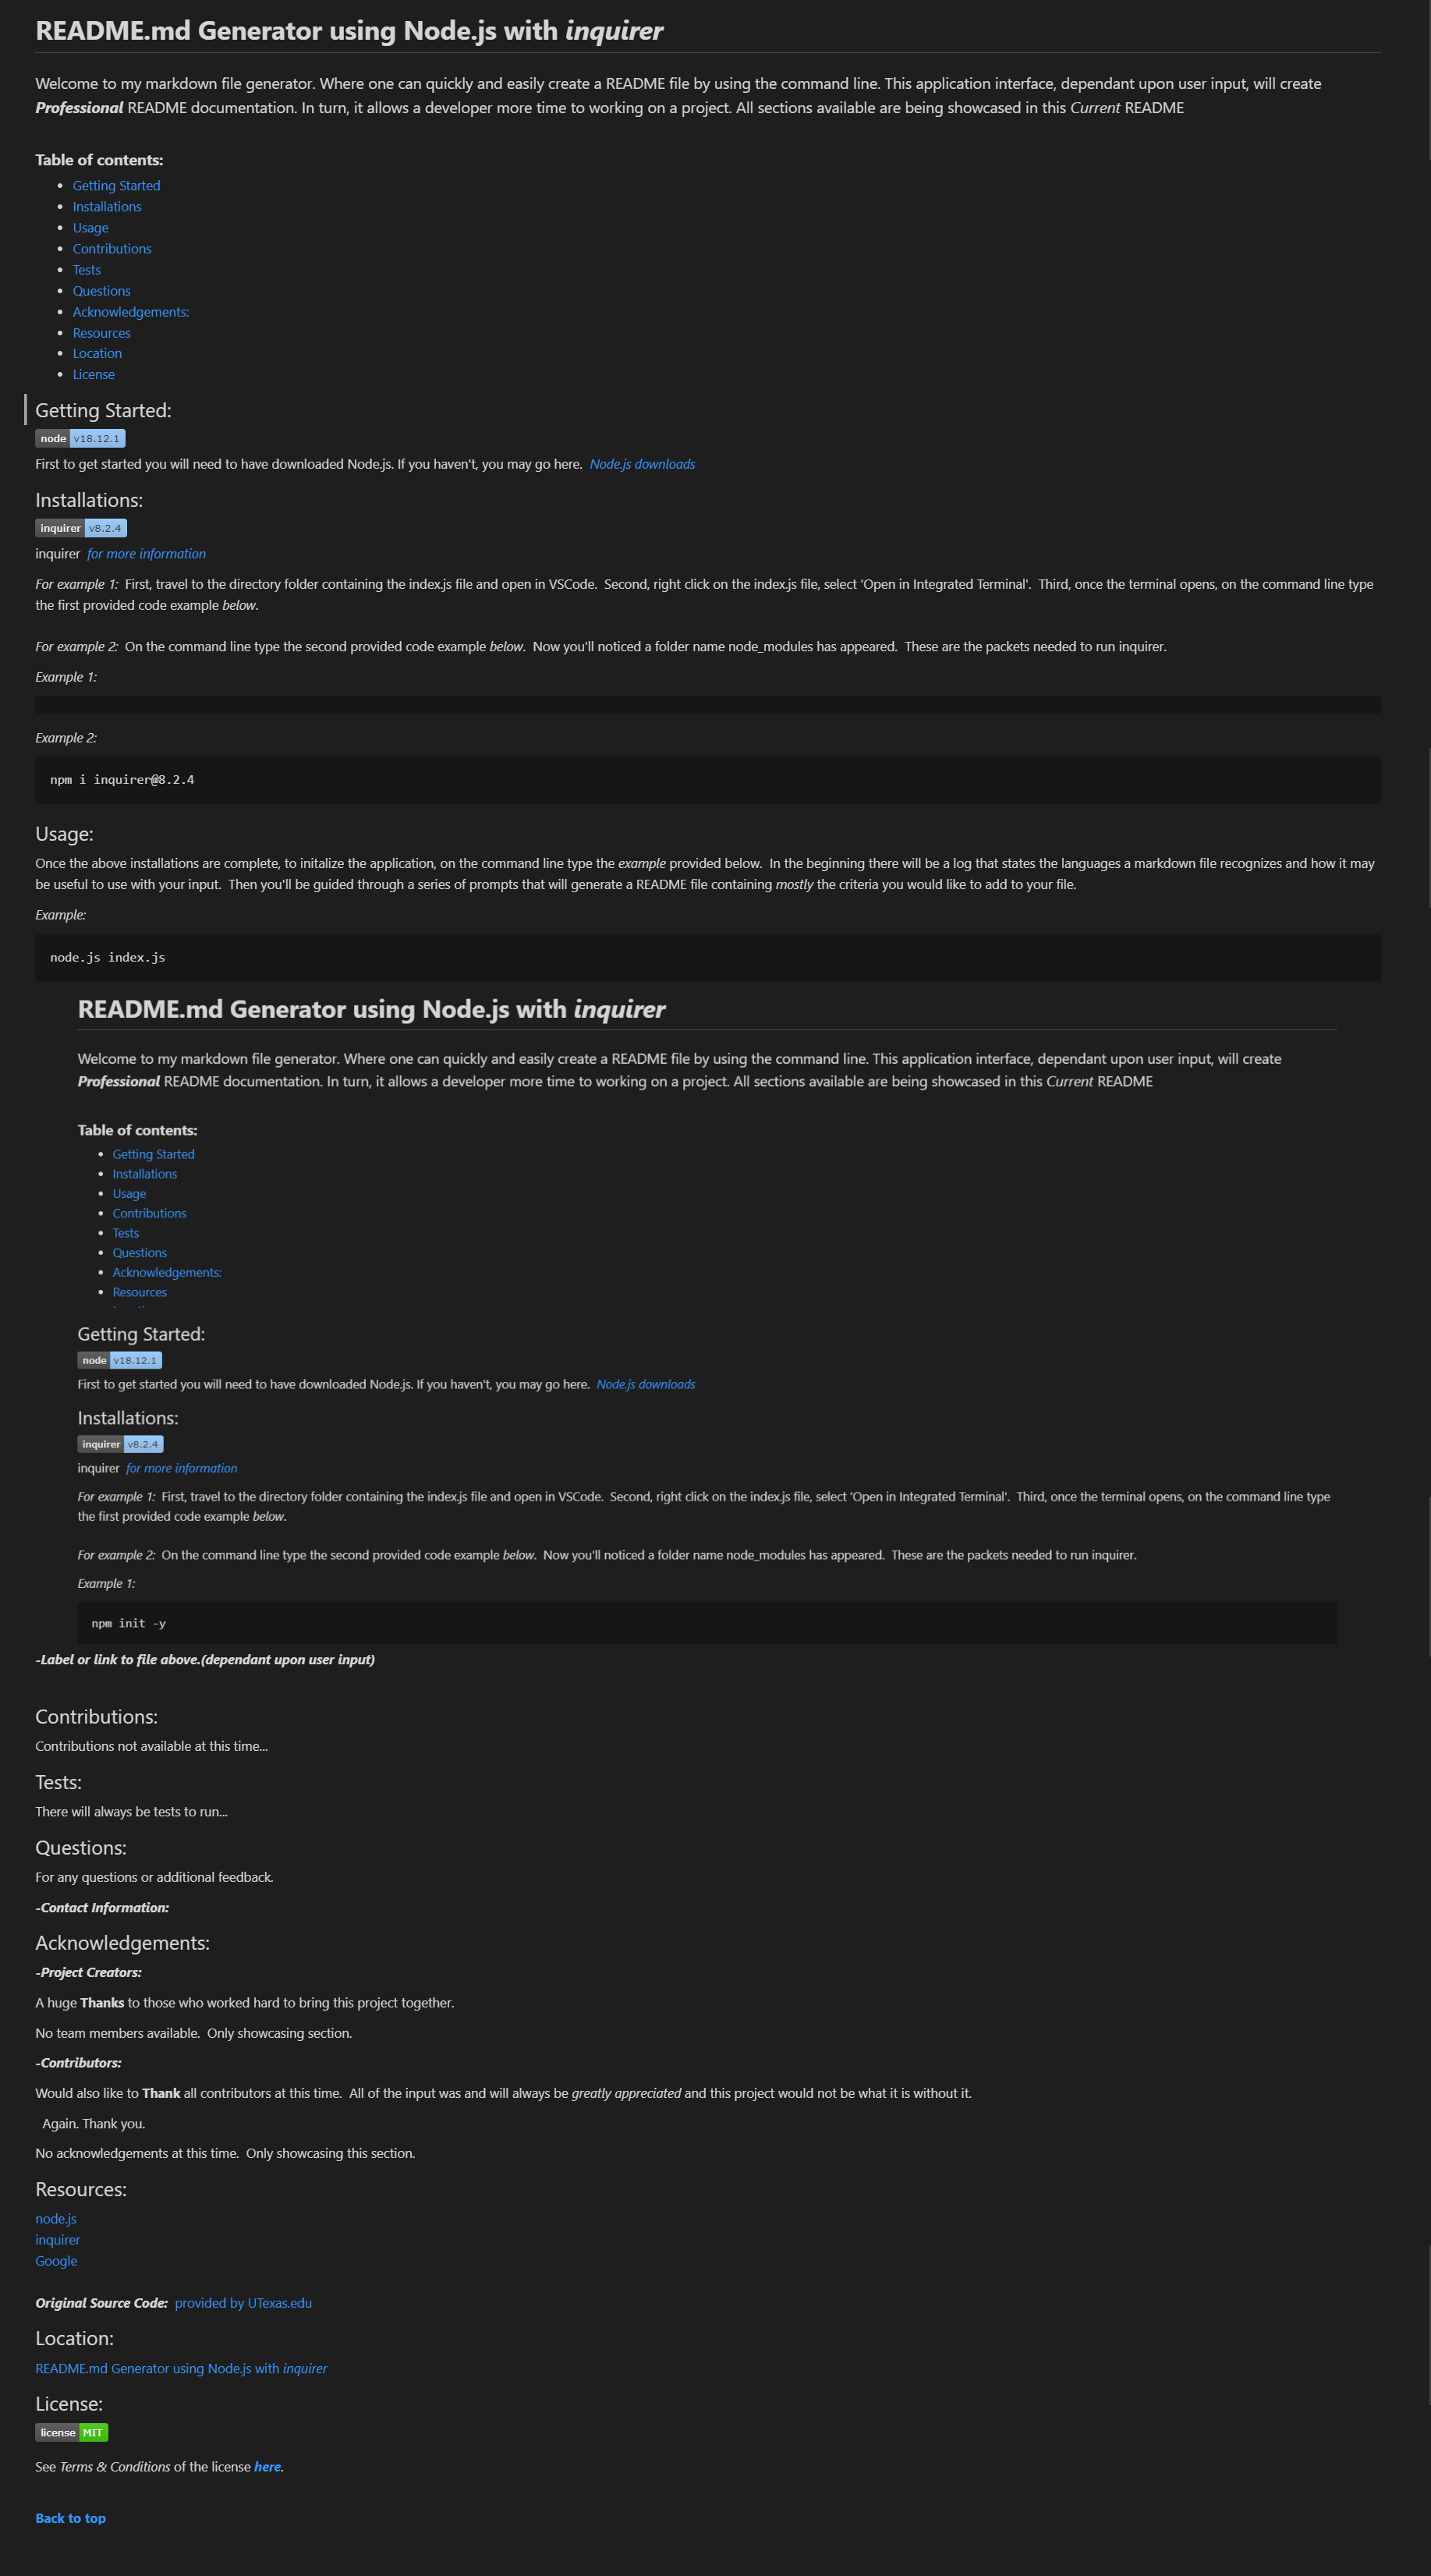 README.md Generator using Node.js with inquirer
Welcome to my markdown file generator. Where one can quickly and easily create a README file by using the command line. This application interface, dependant upon user input, will create
Professional README documentation. In turn, it allows a developer more time to working on a project. All sections available are being showcased in this Current README
Table of contents:
Getting Started
Installations
Usage
Contributions
Tests
Questions
Acknowledgements:
Resources
Location
License
Getting Started:
node v18.12.1
First to get started you will need to have downloaded Node.js. If you haven't, you may go here. Node.js downloads
Installations:
inquirer v8.2.4
inquirer for more information
For example 1: First, travel to the directory folder containing the index.js file and open in VSCode. Second, right click on the index.js file, select 'Open in Integrated Terminal'. Third, once the terminal opens, on the command line type
the first provided code example below.
For example 2: On the command line type the second provided code example below. Now you'll noticed a folder name node_modules has appeared. These are the packets needed to run inquirer.
Example 1:
Example 2:
npm i inquirer@8.2.4
Usage:
Once the above installations are complete, to initalize the application, on the command line type the example provided below. In the beginning there will be a log that states the languages a markdown file recognizes and how it may
be useful to use with your input. Then you'll be guided through a series of prompts that will generate a README file containing mostly the criteria you would like to add to your file.
Example:
node.js index.js
README.md Generator using Node.js with inquirer
Welcome to my markdown file generator. Where one can quickly and easily create a README file by using the command line. This application interface, dependant upon user input, will create
Professional README documentation. In turn, it allows a developer more time to working on a project. All sections available are being showcased in this Current README
Table of contents:
Getting Started
Installations
Usage
Contributions
Tests
Questions
Acknowledgements:
Resources
Getting Started:
node v18.12.1
First to get started you will need to have downloaded Node.js. If you haven't, you may go here. Node.js downloads
Installations:
inquirer v8.2.4
inquirer for more information
For example 1: First, travel to the directory folder containing the index.js file and open in VSCode. Second, right click on the index.js file, select 'Open in Integrated Terminal'. Third, once the terminal opens, on the command line type
the first provided code example below.
For example 2: On the command line type the second provided code example below. Now you'll noticed a folder name node_modules has appeared. These are the packets needed to run inquirer.
Example 1:
npm init -y
-Label or link to file above.(dependant upon user input)
Contributions:
Contributions not available at this time...
Tests:
There will always be tests to run...
Questions:
For any questions or additional feedback.
-Contact Information:
Acknowledgements:
-Project Creators:
A huge Thanks to those who worked hard to bring this project together.
No team members available. Only showcasing section.
-Contributors:
Would also like to Thank all contributors at this time. All of the input was and will always be greatly appreciated and this project would not be what it is without it.
Again. Thank you.
No acknowledgements at this time. Only showcasing this section.
Resources:
node.js
inquirer
Google
Original Source Code: provided by UTexas.edu
Location:
README.md Generator using Node.js with inquirer
License:
license MIT
See Terms & Conditions of the license here.
Back to top